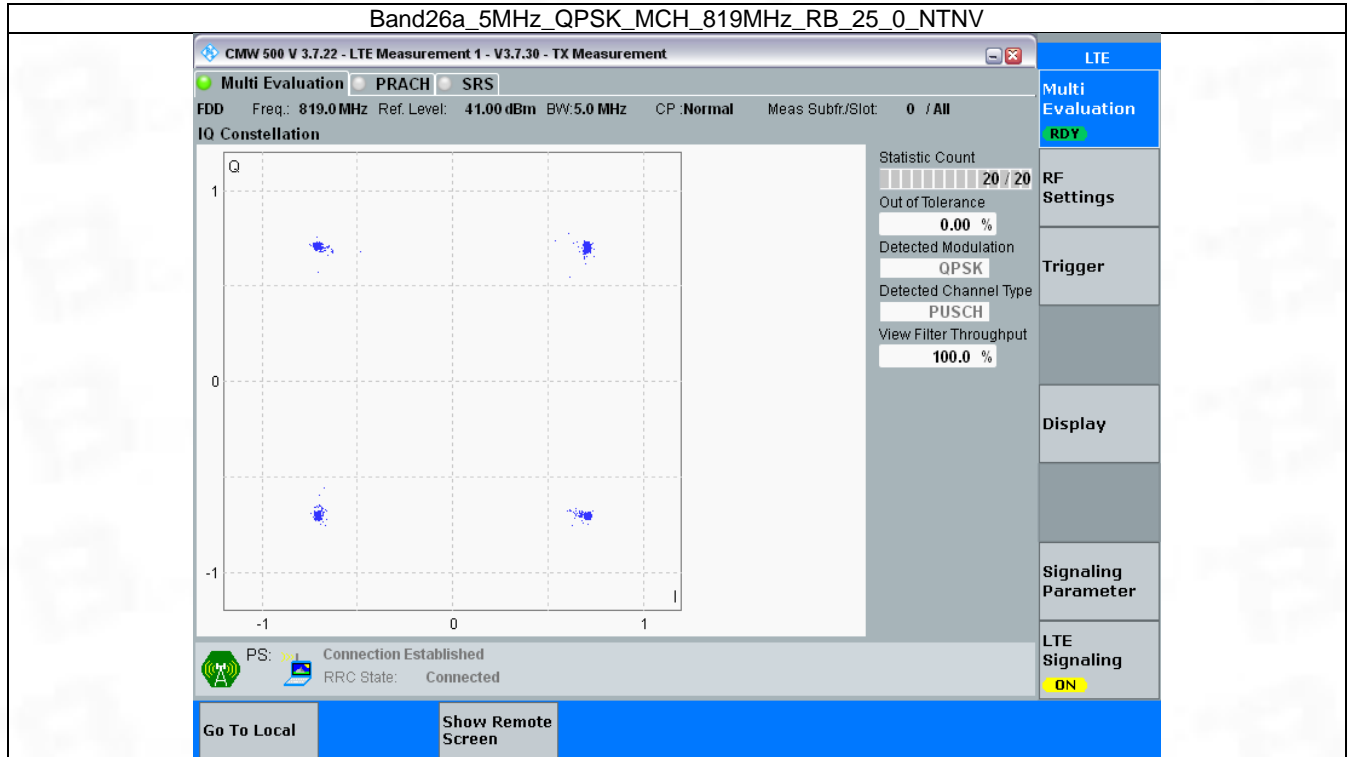 Band26a_5MHz_QPSK_MCH_819MHz_RB_25_0_NTNV
CMW 500 V 3.7.22 - LTE Measurement 1 - V3.7.30 - TX Measurement
LTE
Multi Evaluation PRACH SRS
Multi
Evaluation
RDY
FDD Freq.: 819.0 MHz Ref. Level: 41.00 dBm BW:5.0 MHz CP :Normal Meas Subfr./Slot: 0 / All
IQ Constellation
Q
1
0
-1
I
-1 0 1
Statistic Count
20 / 20
Out of Tolerance
0.00 %
Detected Modulation
QPSK
Detected Channel Type
PUSCH
View Filter Throughput
100.0 %
RF
Settings
Trigger
Display
Signaling
Parameter
LTE
Signaling
ON
PS: Connection Established
RRC State: Connected
Go To Local
Show Remote
Screen